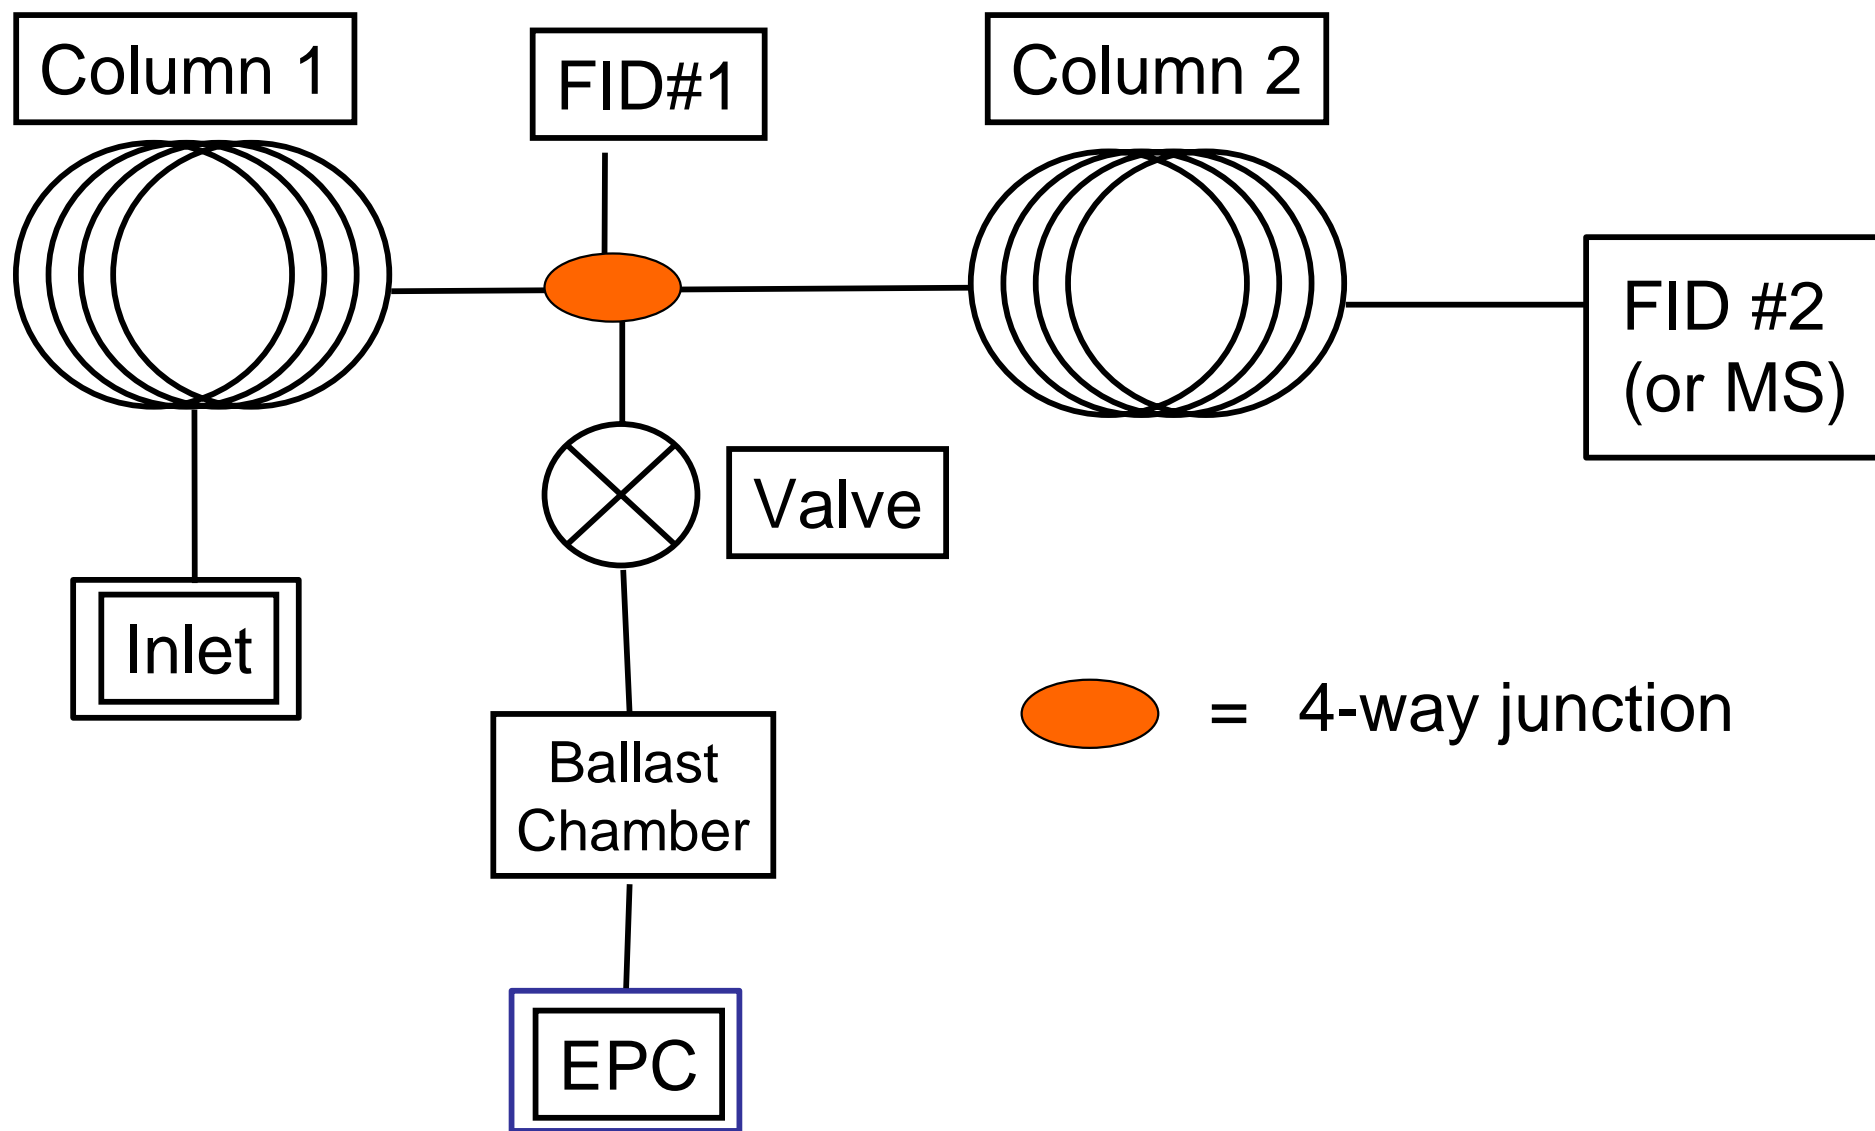 Column 1
FID#1
Column 2
FID #2
(or MS)
Valve
Inlet
= 4-way junction
Ballast
Chamber
EPC